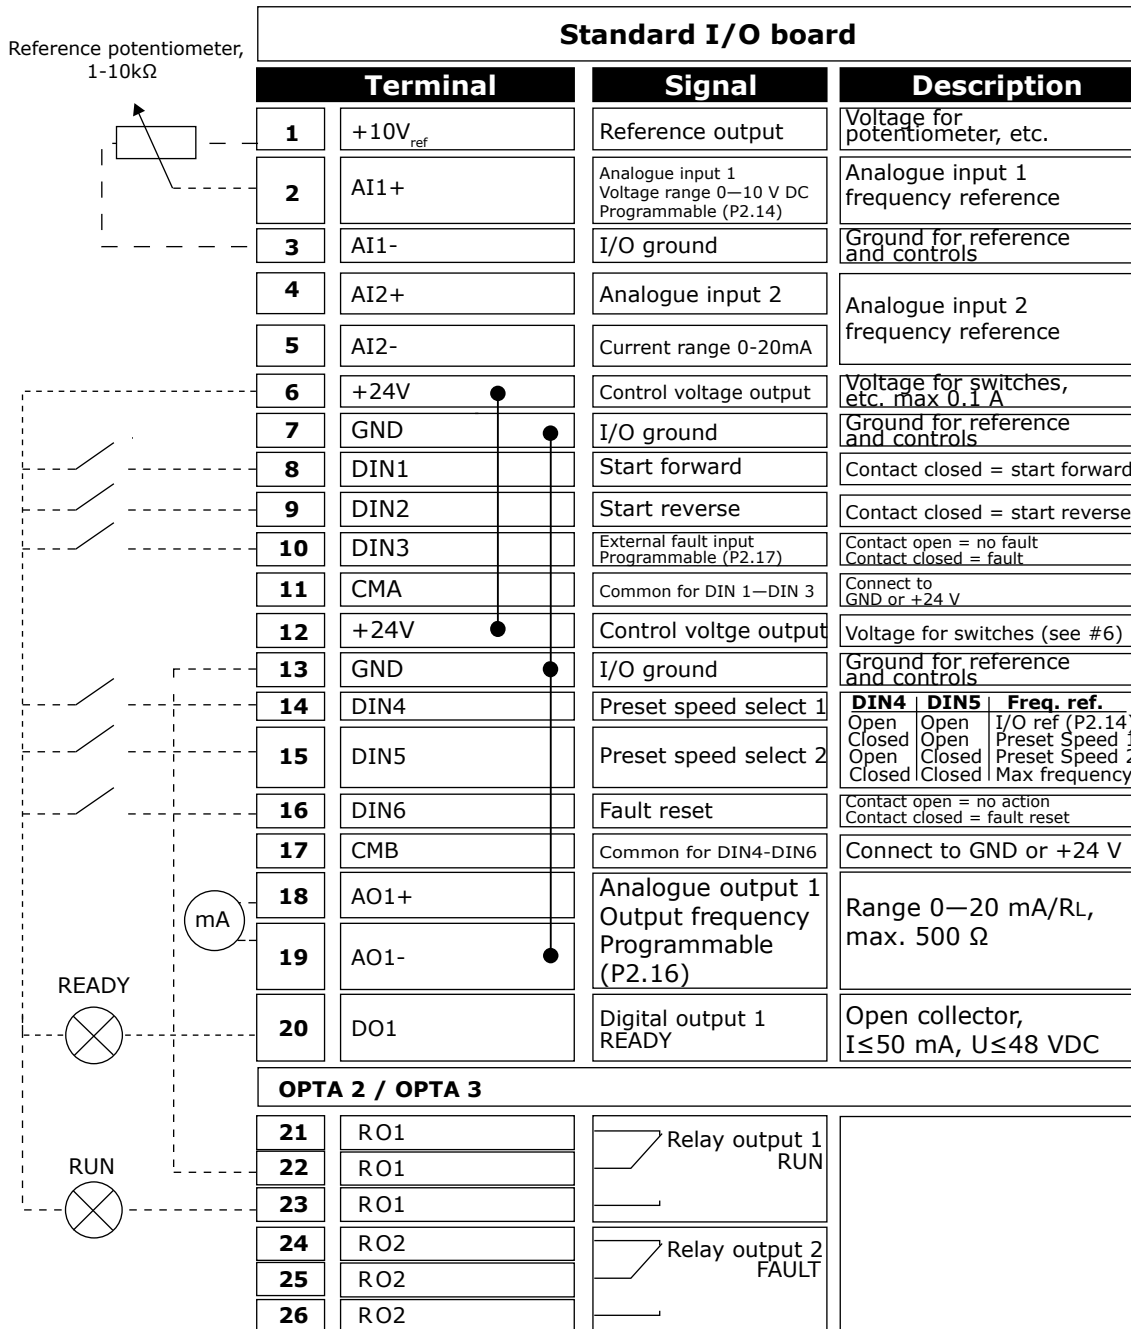 Standard I/O board
Reference potentiometer,
1-10kΩ
Terminal Signal Description
1 +10Vref Reference output Voltage for
potentiometer, etc.
2 AI1+ Analogue input 1
Voltage range 0—10 V DC
Programmable (P2.14)
Analogue input 1
frequency reference
3 AI1- I/O ground Ground for reference
and controls
4 AI2+ Analogue input 2
Analogue input 2
frequency reference
5 AI2- Current range 0-20mA
6 +24V Control voltage output Voltage for switches,
etc. max 0.1 A
7 GND I/O ground Ground for reference
and controls
8 DIN1 Start forward Contact closed = start forward
9 DIN2 Start reverse Contact closed = start reverse
10 DIN3 External fault input
Programmable (P2.17)
Contact open = no fault
Contact closed = fault
11 CMA Common for DIN 1—DIN 3 Connect to
GND or +24 V
12 +24V Control voltge output Voltage for switches (see #6)
13 GND I/O ground Ground for reference
and controls
14 DIN4 Preset speed select 1
15 DIN5 Preset speed select 2
DIN4 DIN5 Freq. ref.
Open Open I/O ref (P2.14)
Closed Open Preset Speed 1
Open Closed Preset Speed 2
Closed Closed Max frequency
16 DIN6 Fault reset Contact open = no action
Contact closed = fault reset
17 CMB Common for DIN4-DIN6 Connect to GND or +24 V
mA
18 AO1+
19 AO1-
Analogue output 1
Output frequency
Programmable
(P2.16)
Range 0—20 mA/RL,
max. 500 Ω
READY
20 DO1 Digital output 1
READY
Open collector,
I≤50 mA, U≤48 VDC
OPTA 2 / OPTA 3
21 RO1
22 RO1
23 RO1
Relay output 1
RUN
RUN
24 RO2
25 RO2
26 RO2
Relay output 2
FAULT